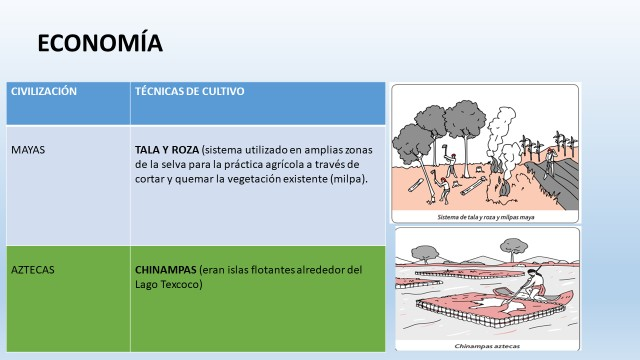 ECONOMÍA
CIVILIZACIÓN
TÉCNICAS DE CULTIVO
MAYAS
TALA Y ROZA (sistema utilizado en amplias zonas
de la selva para la práctica agrícola a través de
cortar y quemar la vegetación existente (milpa).
Sistema de tala y roza y milpas maya
AZTECAS
CHINAMPAS (eran islas flotantes alrededor del
Lago Texcoco)
Chinampas aztecas